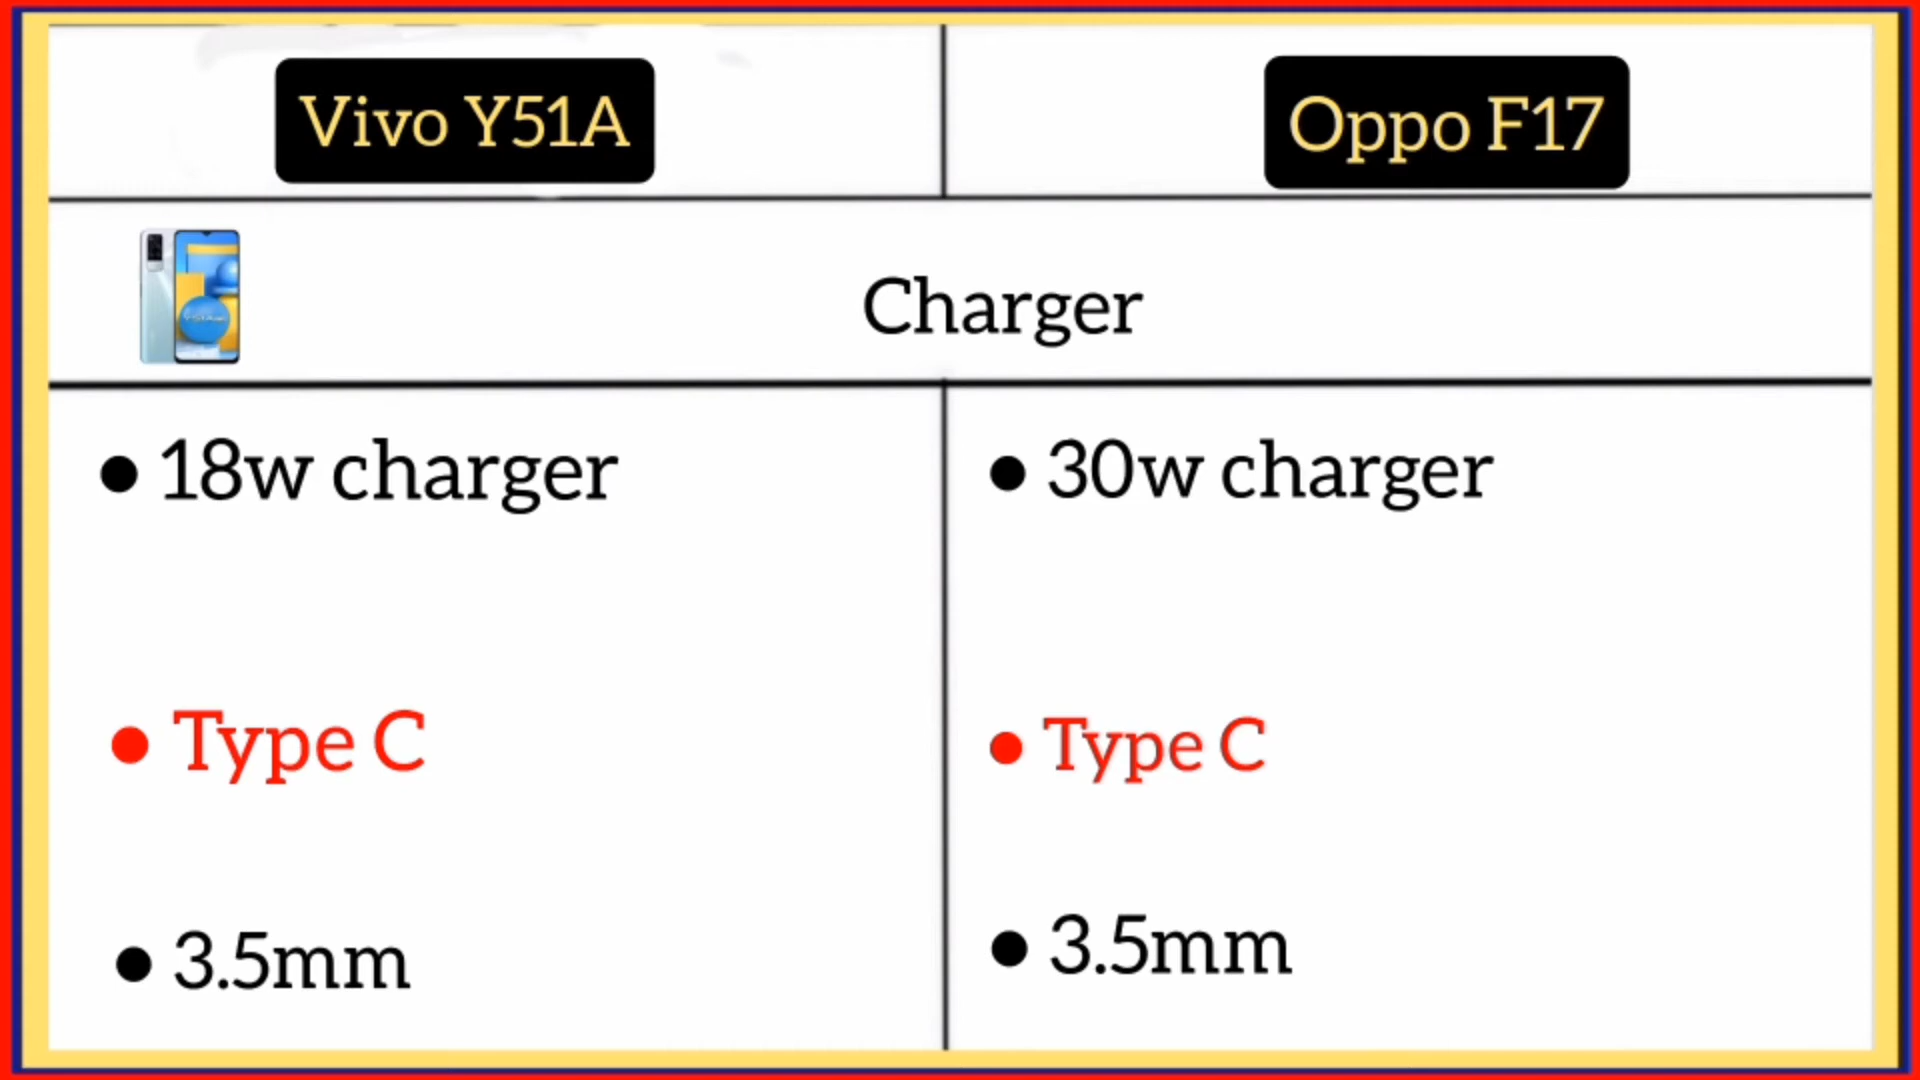 Vivo Y51A
Oppo F17
Charger
● 18w charger
● 30w charger
● Type C
● Type C
● 3.5mm
● 3.5mm